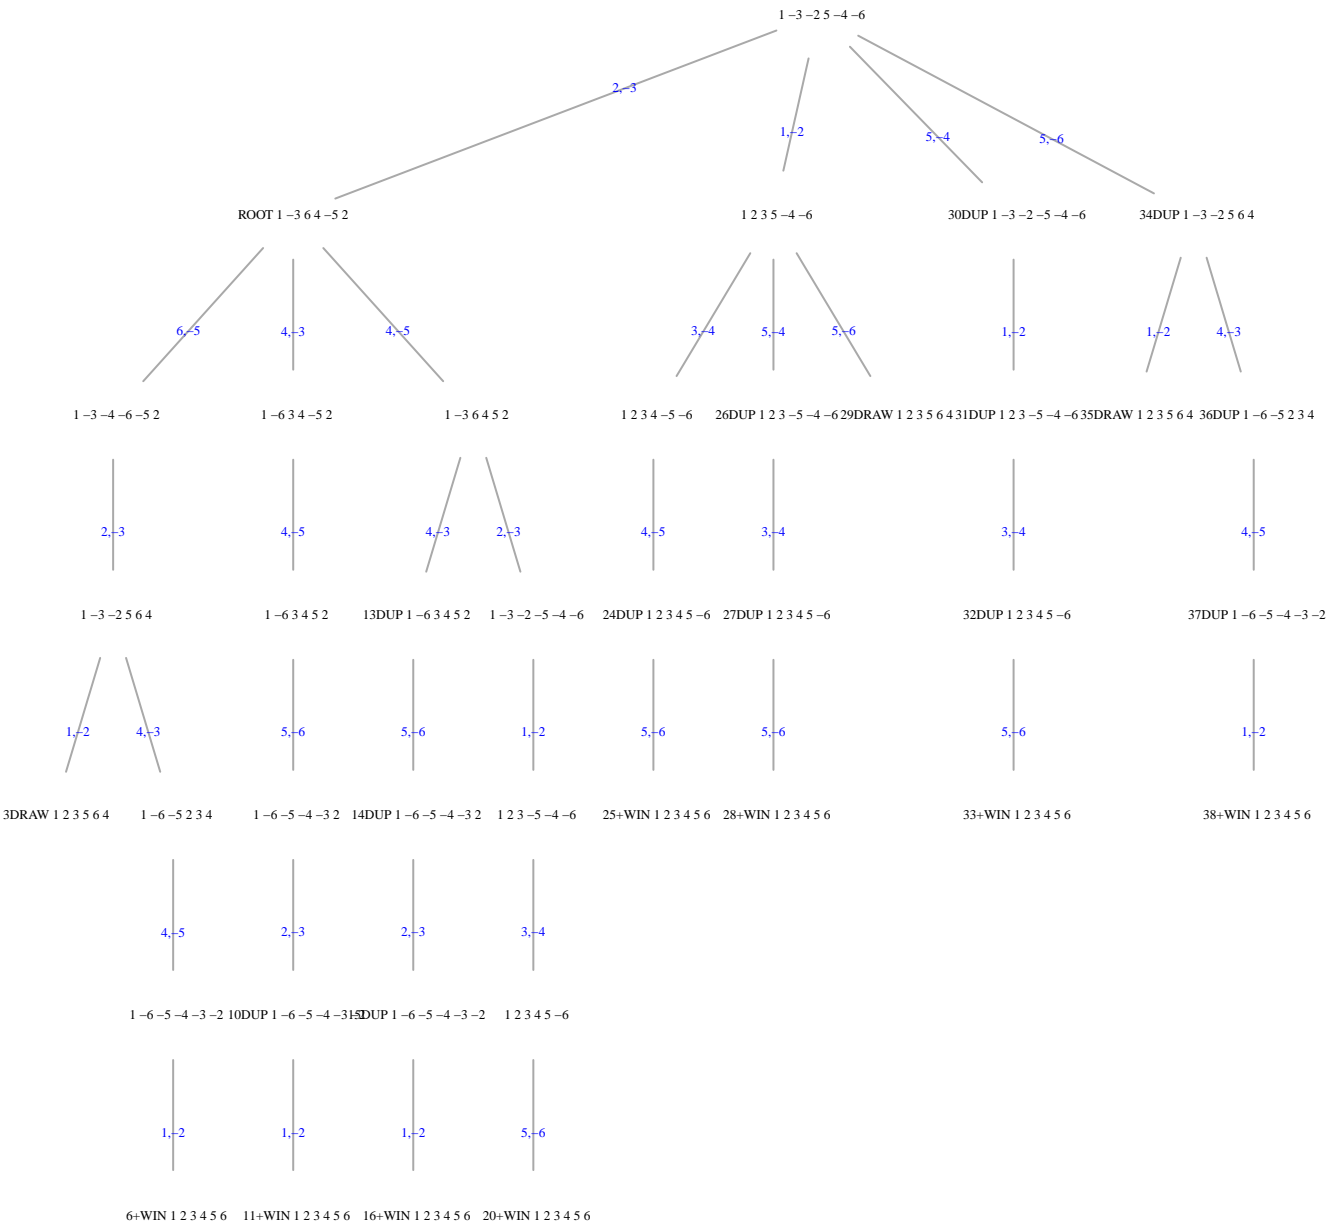 1 −3 −2 5 −4 −6
2,−3
1,−2
5,−4
5,−6
ROOT 1 −3 6 4 −5 2
1 2 3 5 −4 −6
30DUP 1 −3 −2 −5 −4 −6
34DUP 1 −3 −2 5 6 4
6,−5
4,−3
4,−5
3,−4
5,−4
5,−6
1,−2
1,−2
4,−3
1 −3 −4 −6 −5 2
1 −6 3 4 −5 2
1 −3 6 4 5 2
1 2 3 4 −5 −6
26DUP 1 2 3 −5 −4 −6
29DRAW 1 2 3 5 6 4
31DUP 1 2 3 −5 −4 −6
35DRAW 1 2 3 5 6 4
36DUP 1 −6 −5 2 3 4
2,−3
4,−5
4,−3
2,−3
4,−5
3,−4
3,−4
4,−5
1 −3 −2 5 6 4
1 −6 3 4 5 2
13DUP 1 −6 3 4 5 2
1 −3 −2 −5 −4 −6
24DUP 1 2 3 4 5 −6
27DUP 1 2 3 4 5 −6
32DUP 1 2 3 4 5 −6
37DUP 1 −6 −5 −4 −3 −2
1,−2
4,−3
5,−6
5,−6
1,−2
5,−6
5,−6
5,−6
1,−2
3DRAW 1 2 3 5 6 4
1 −6 −5 2 3 4
1 −6 −5 −4 −3 2
14DUP 1 −6 −5 −4 −3 2
1 2 3 −5 −4 −6
25+WIN 1 2 3 4 5 6
28+WIN 1 2 3 4 5 6
33+WIN 1 2 3 4 5 6
38+WIN 1 2 3 4 5 6
4,−5
2,−3
2,−3
3,−4
1 −6 −5 −4 −3 −2
10DUP 1 −6 −5 −4 −3 −2
15DUP 1 −6 −5 −4 −3 −2
1 2 3 4 5 −6
1,−2
1,−2
1,−2
5,−6
6+WIN 1 2 3 4 5 6
11+WIN 1 2 3 4 5 6
16+WIN 1 2 3 4 5 6
20+WIN 1 2 3 4 5 6